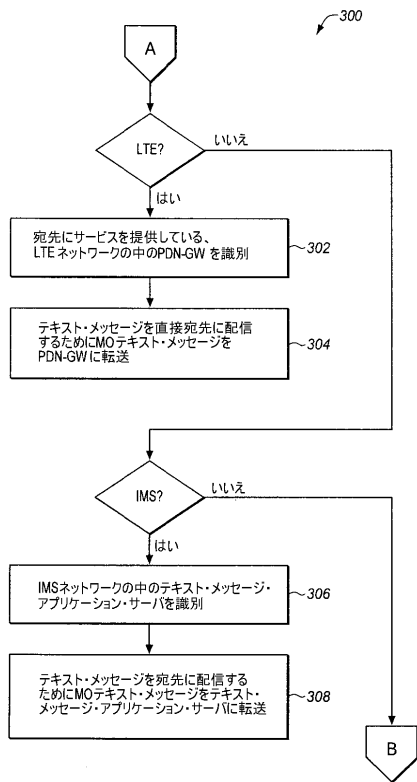 300
A
LTE?
いいえ
はい
宛先にサービスを提供している、
LTEネットワークの中のPDN-GWを識別
302
テキスト・メッセージを直接宛先に配信
するためにMOテキスト・メッセージを
PDN-GWに転送
304
IMS?
いいえ
はい
IMSネットワークの中のテキスト・メッセージ・
アプリケーション・サーバを識別
306
テキスト・メッセージを宛先に配信する
ためにMOテキスト・メッセージをテキスト・
メッセージ・アプリケーション・サーバに転送
308
B